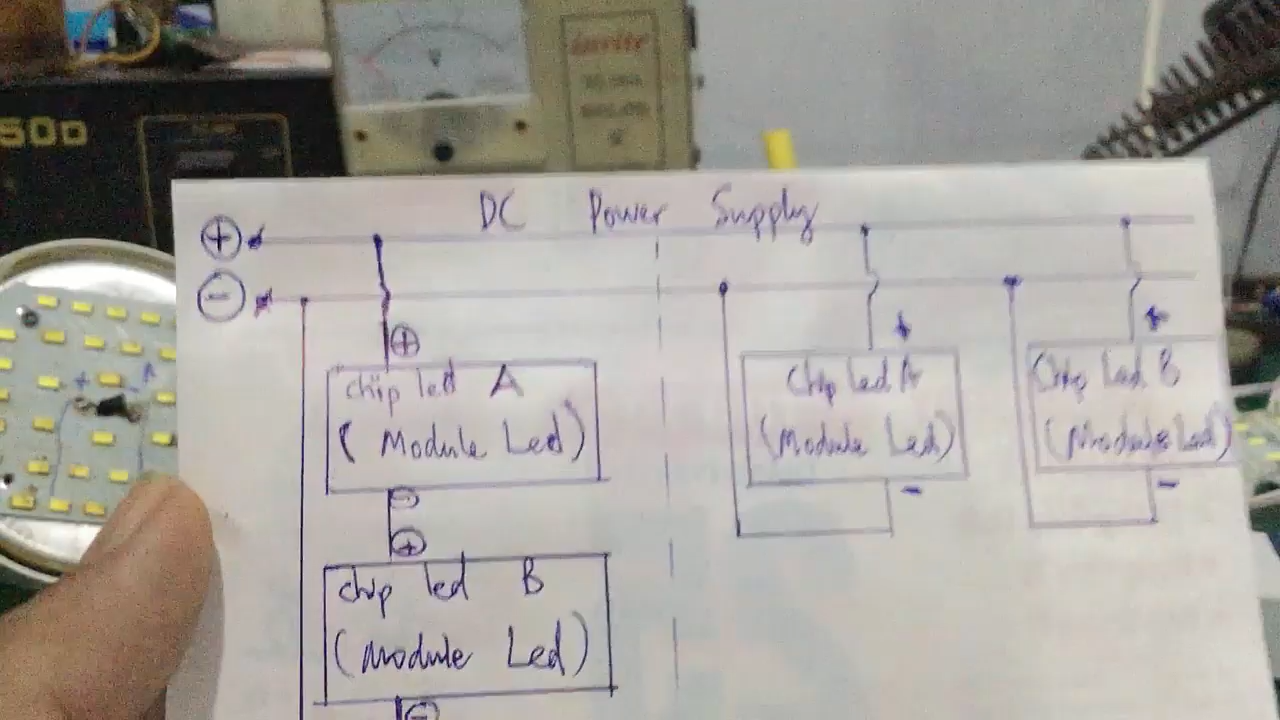 50D
DC Power Supply
⊕
⊖
⊕
chip led A
(Module Led)
⊖
⊕
chip led B
(Module Led)
⊖
+
Chip Led A
(Module Led)
-
+
Chip Led B
(Module Led)
-
+ - A
V